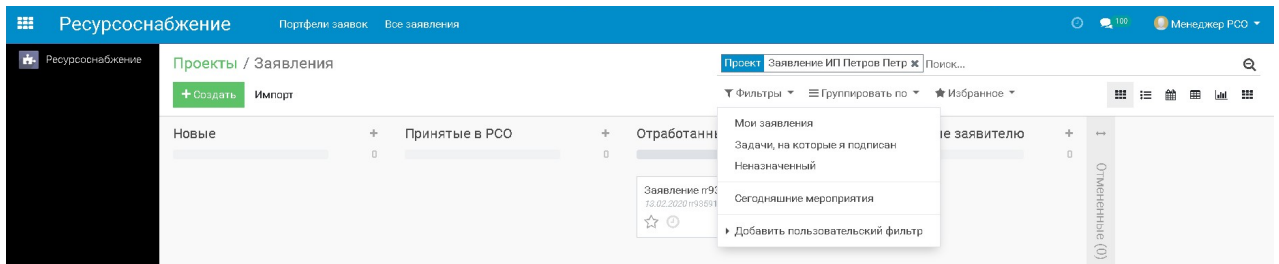 Ресурсоснабжение Портфели заявок Все заявления 100 Менеджер РСО
Ресурсоснабжение
Проекты / Заявления
Проект Заявление ИП Петров Петр Поиск...
+ Создать Импорт
Фильтры Группировать по Избранное
Новые + Принятые в РСО + Отработанн е заявителю +
0 0 0
Мои заявления
Задачи, на которые я подписан
Неназначенный
Сегодняшние мероприятия
Добавить пользовательский фильтр
Заявление rr93
13.02.2020 rr93691
Отмененные (0)